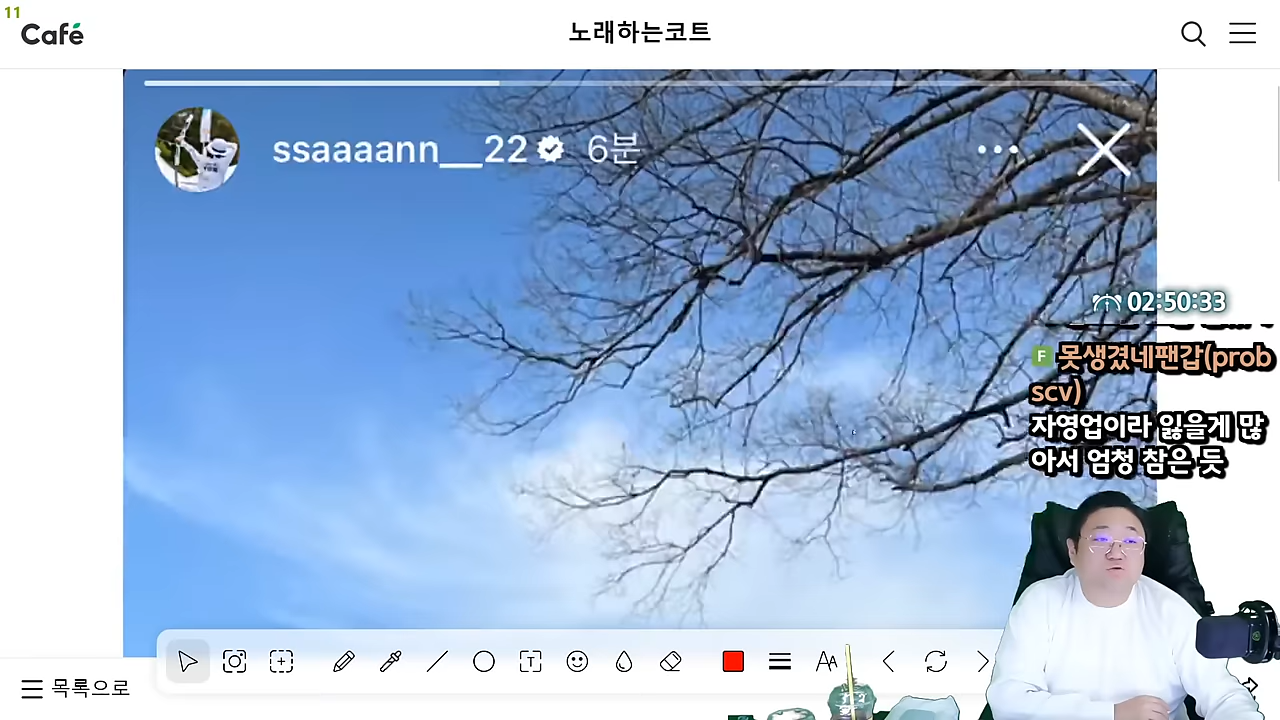 11
Café
노래하는코트
ssaaaann__22 6분
02:50:33
F 못생겼네팬갑(prob
scv)
자영업이라 잃을게 많
아서 엄청 참은 듯
T
AA
목록으로